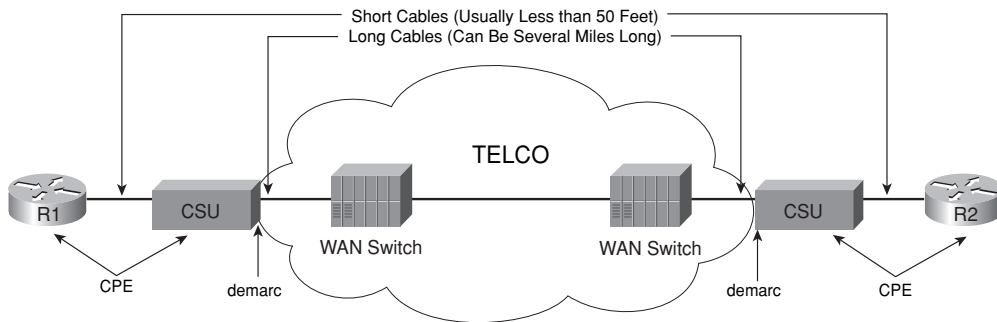 Short Cables (Usually Less than 50 Feet)
Long Cables (Can Be Several Miles Long)
TELCO
R1
CSU
WAN Switch
WAN Switch
CSU
R2
CPE
demarc
demarc
CPE